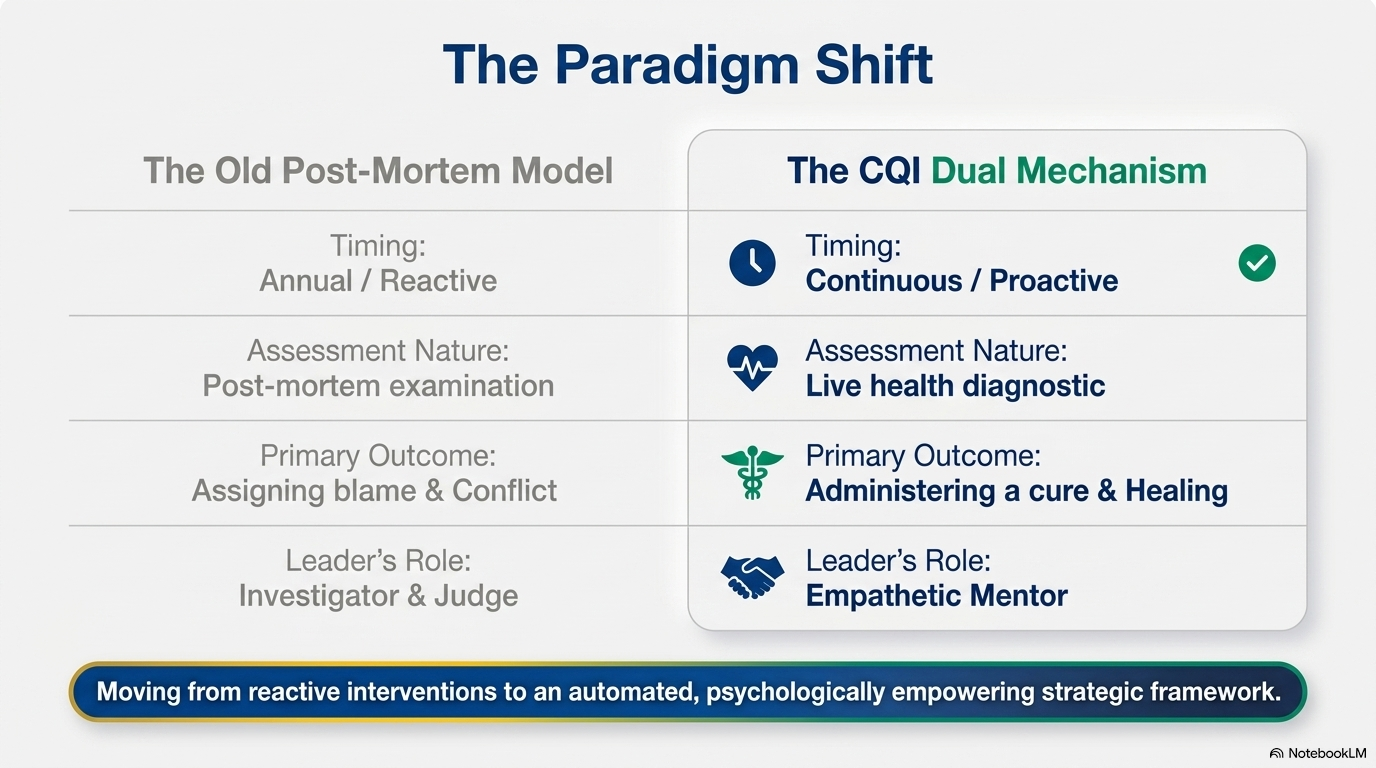 The Paradigm Shift
The Old Post-Mortem Model
The CQI Dual Mechanism
Timing:
Annual / Reactive
Timing:
Continuous / Proactive
Assessment Nature:
Post-mortem examination
Assessment Nature:
Live health diagnostic
Primary Outcome:
Assigning blame & Conflict
Primary Outcome:
Administering a cure & Healing
Leader’s Role:
Investigator & Judge
Leader’s Role:
Empathetic Mentor
Moving from reactive interventions to an automated, psychologically empowering strategic framework.
NotebookLM